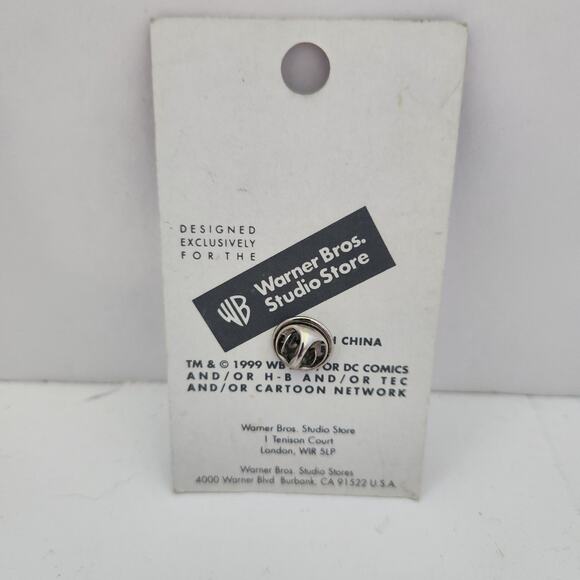 DESIGNED
EXCLUSIVELY
FOR THE
WB
Warner Bros.
Studio Store
CHINA
TM & © 1999 WB OR DC COMICS
AND/OR H-B AND/OR TEC
AND/OR CARTOON NETWORK
Warner Bros. Studio Store
1 Tenison Court
London, WIR 5LP
Warner Bros. Studio Stores
4000 Warner Blvd Burbank, CA 91522 U.S.A.